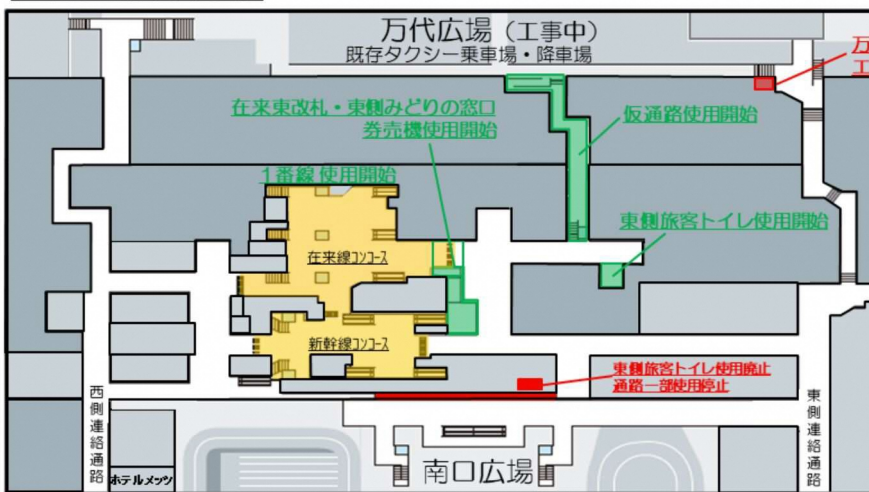 万代広場（工事中）
既存タクシー乗車場・降車場
万
工
在来東改札・東側みどりの窓口
券売機使用開始
仮通路使用開始
1番線 使用開始
東側旅客トイレ使用開始
在来線コンコース
新幹線コンコース
東側旅客トイレ使用廃止
通路一部使用停止
西側連絡通路
東側連絡通路
ホテルメッツ
南口広場